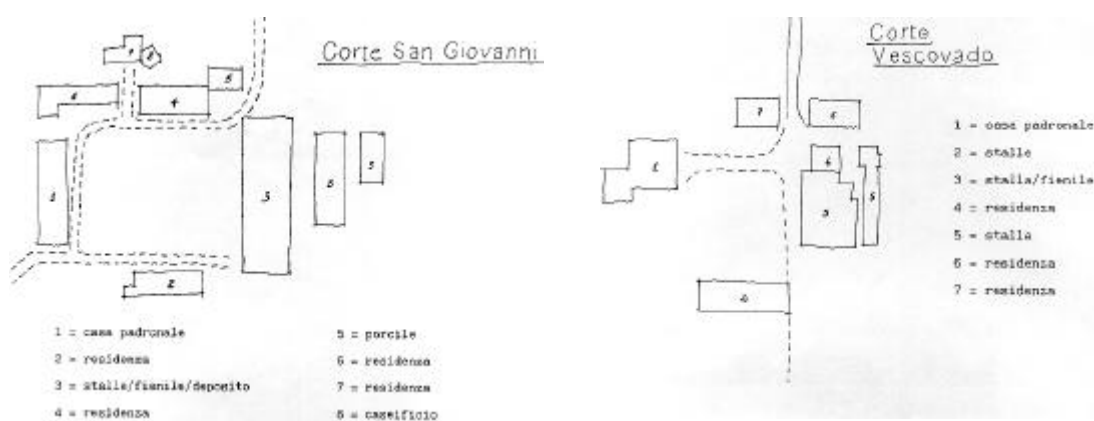 Corte San Giovanni
1 = casa padronale
2 = residenza
3 = stalle/fienile/deposito
4 = residenza
5 = porcile
6 = residenza
7 = residenza
8 = caseificio
Corte
Vescovado
1 = casa padronale
2 = stalle
3 = stalla/fienile
4 = residenza
5 = stalla
6 = residenza
7 = residenza